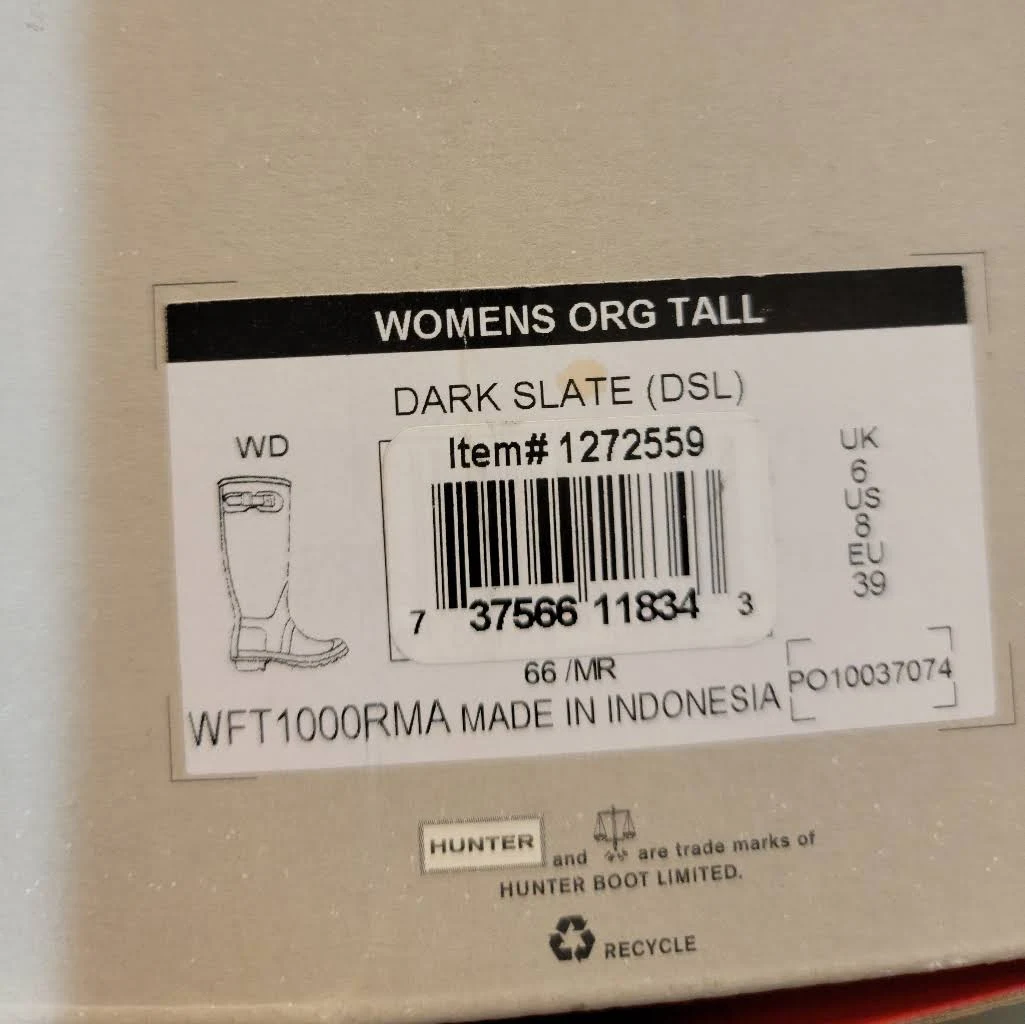 WOMENS ORG TALL
DARK SLATE (DSL)
WD
Item# 1272559
7 37566 11834 3
UK
6
US
8
EU
39
66 /MR
WFT1000RMA MADE IN INDONESIA
PO10037074
HUNTER and are trade marks of
HUNTER BOOT LIMITED.
RECYCLE